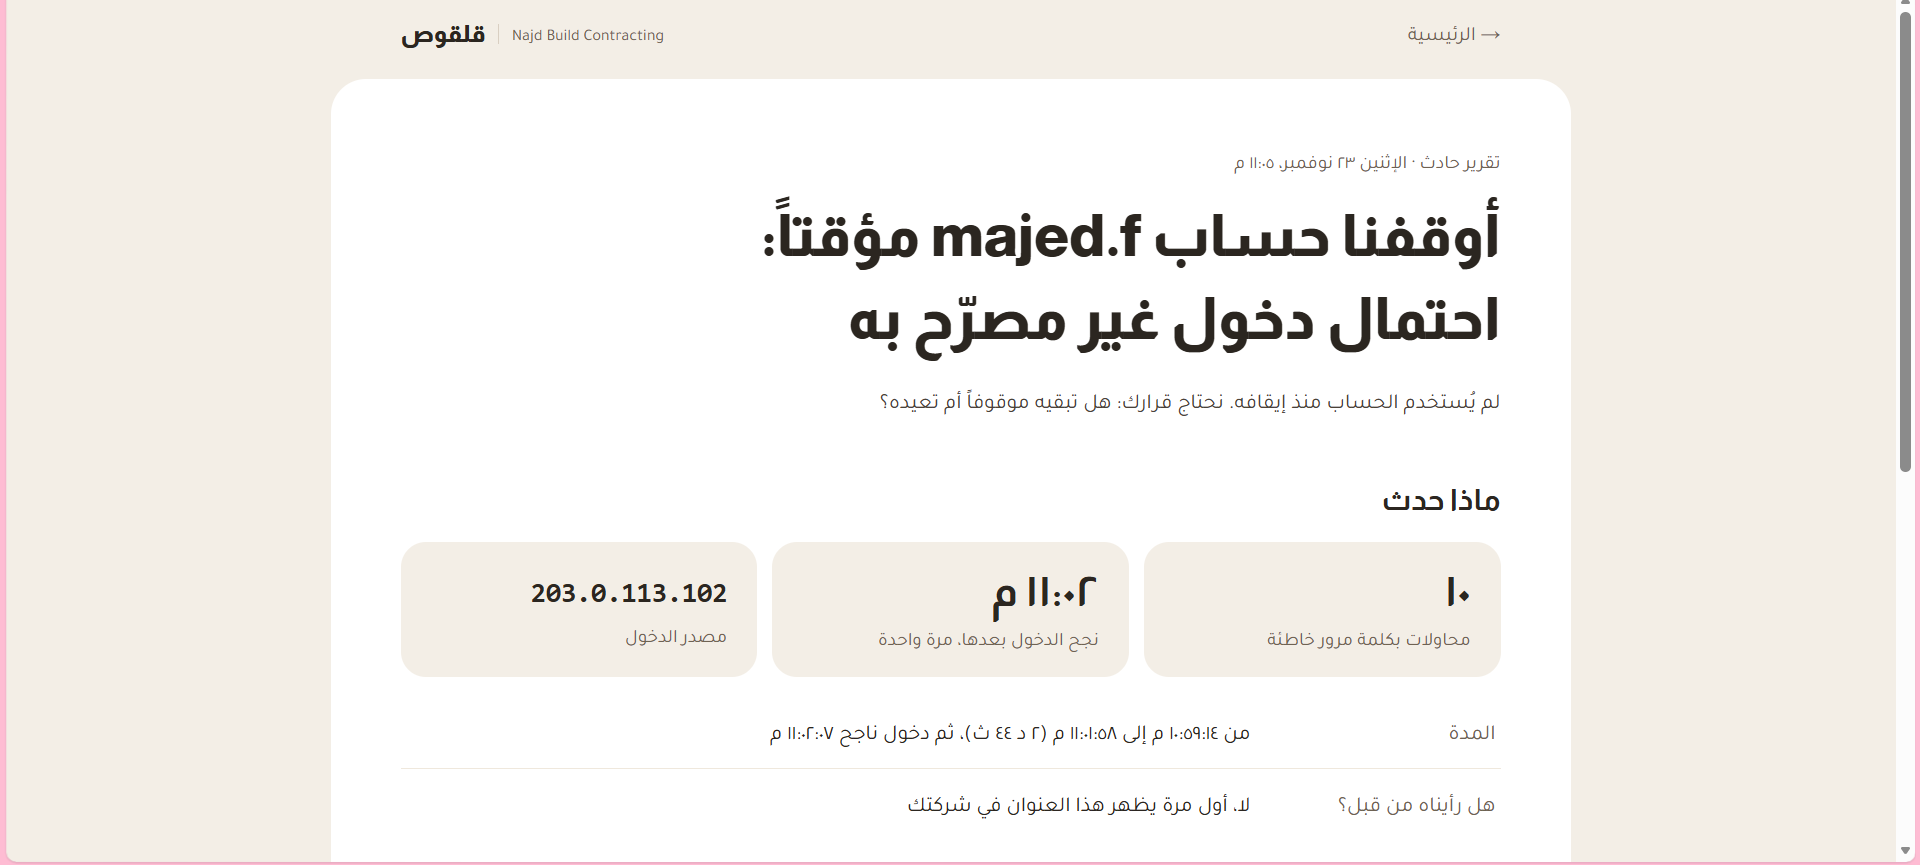 → الرئيسية
Najd Build Contracting
قلقوص
تقرير حادث · الإثنين ٢٣ نوفمبر، ١١:٠٥ م
أوقفنا حساب majed.f مؤقتاً:
احتمال دخول غير مصرّح به
لم يُستخدم الحساب منذ إيقافه. نحتاج قرارك: هل تبقيه موقوفاً أم تعيده؟
ماذا حدث
١٠
محاولات بكلمة مرور خاطئة
١١:٠٢ م
نجح الدخول بعدها، مرة واحدة
203.0.113.102
مصدر الدخول
المدة
من ١٠:٥٩:١٤ م إلى ١١:٠١:٥٨ م (٢ د ٤٤ ث)، ثم دخول ناجح ١١:٠٢:٠٧ م
هل رأيناه من قبل؟
لا، أول مرة يظهر هذا العنوان في شركتك